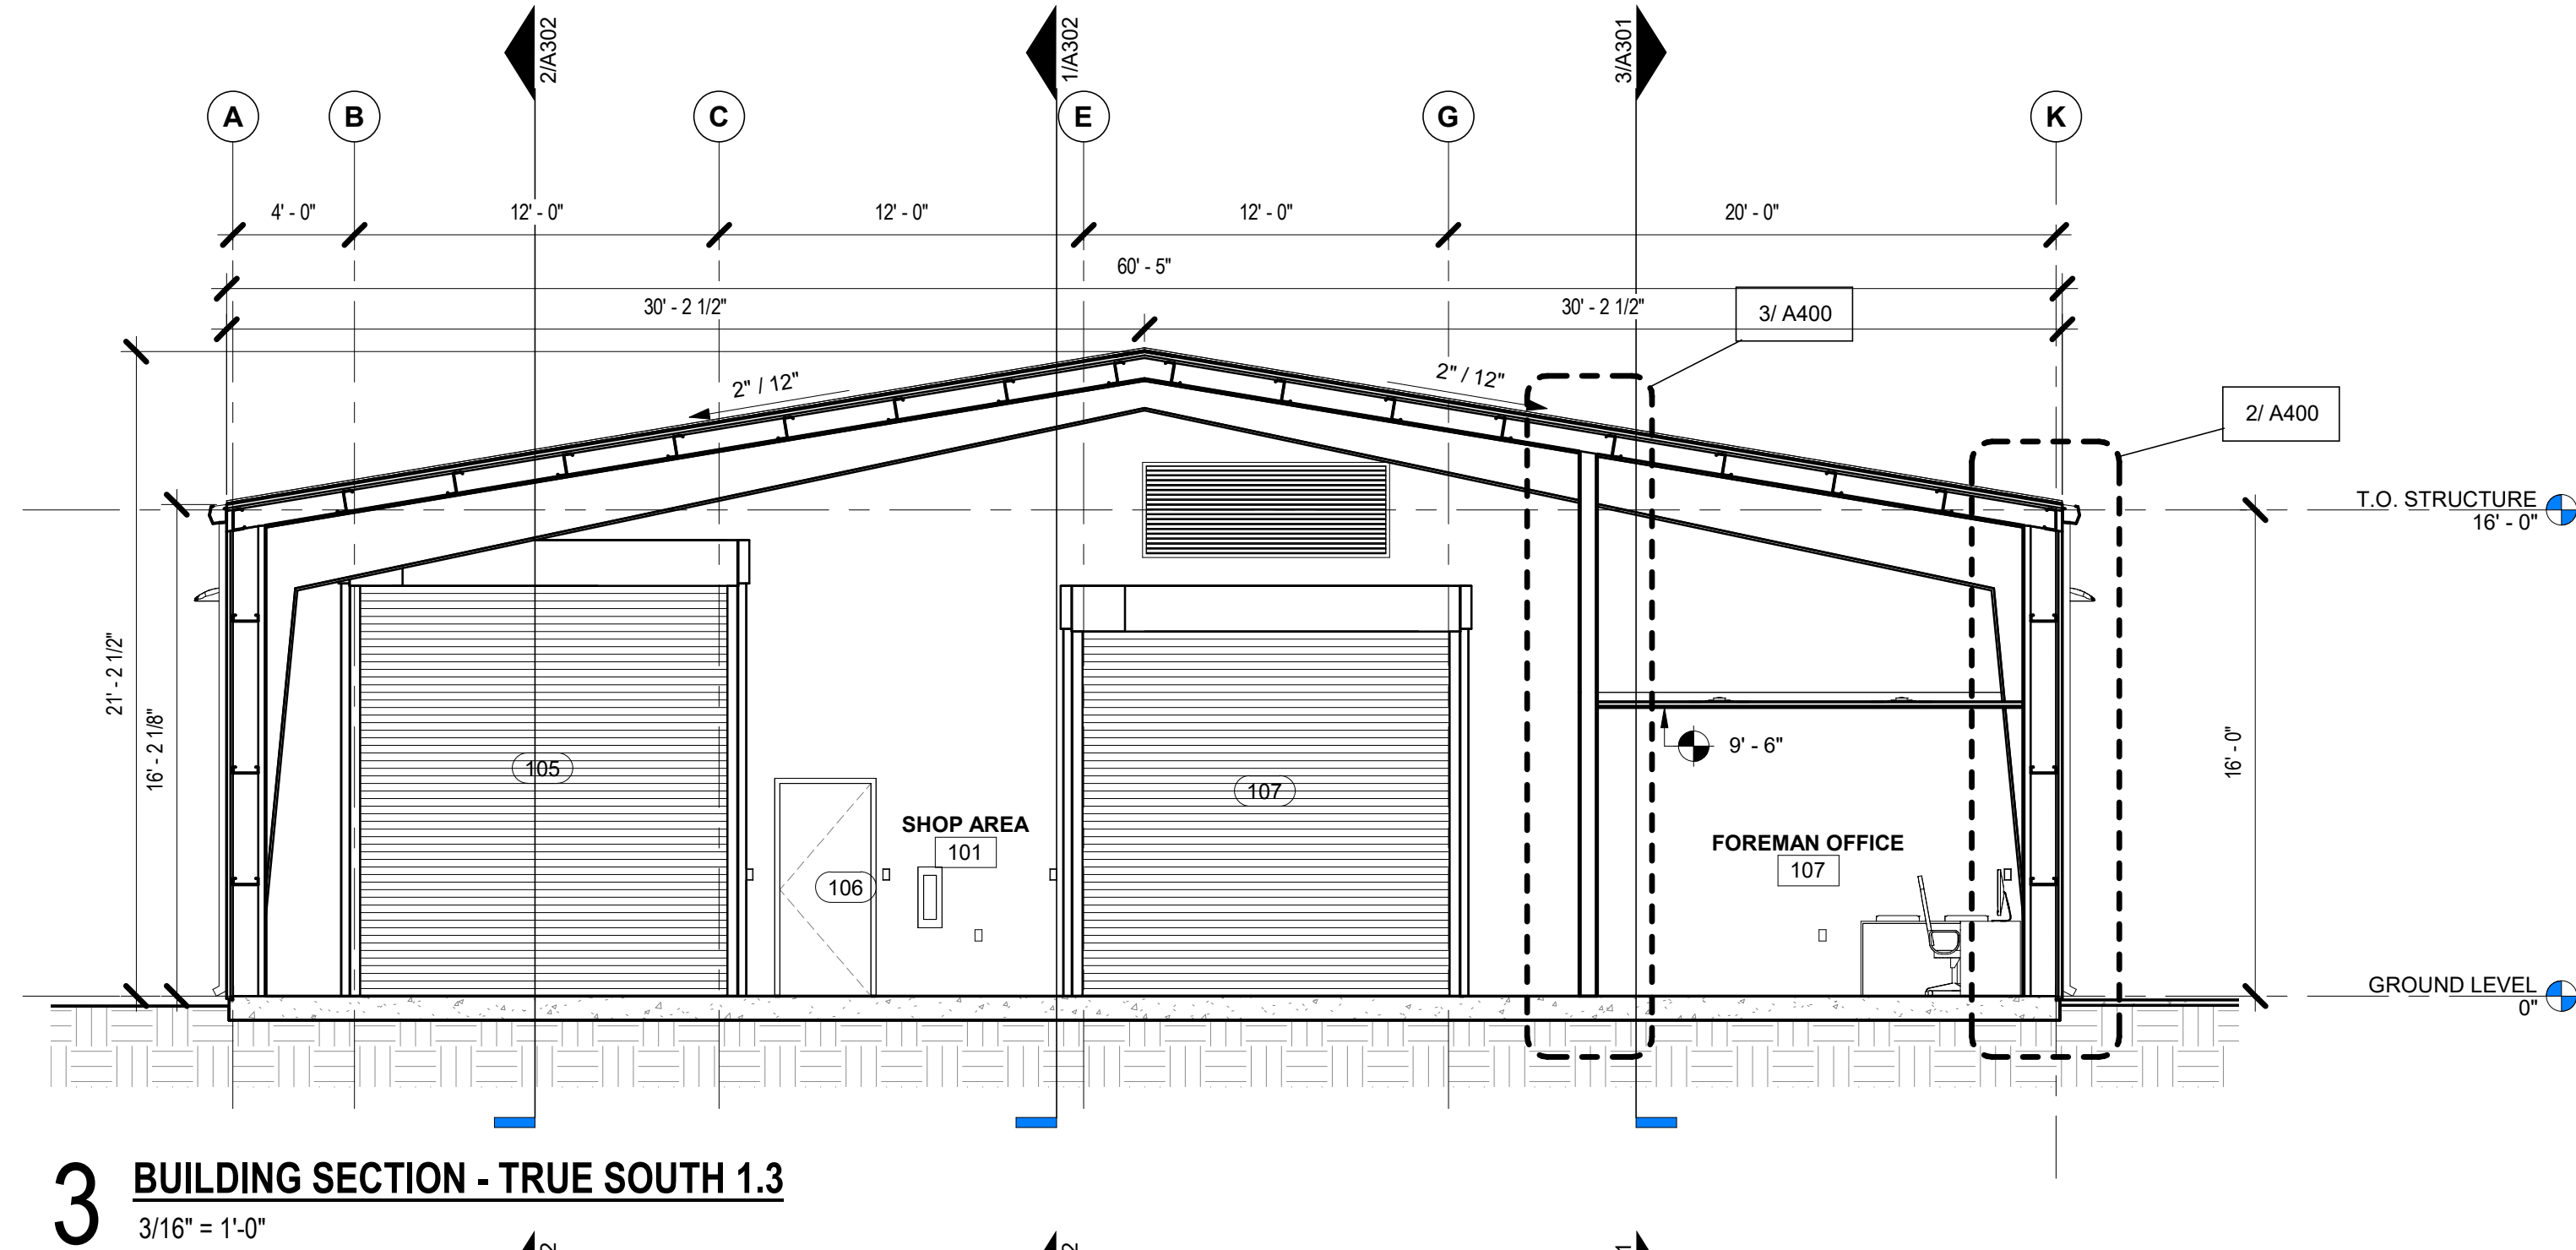 2/A302
1/A302
3/A301
A
B
C
E
G
K
4' - 0"
12' - 0"
12' - 0"
12' - 0"
20' - 0"
60' - 5"
30' - 2 1/2"
30' - 2 1/2"
3/ A400
2" / 12"
2" / 12"
2/ A400
T.O. STRUCTURE
16' - 0"
21' - 2 1/2"
16' - 2 1/8"
16' - 0"
9' - 6"
105
107
SHOP AREA
101
106
FOREMAN OFFICE
107
GROUND LEVEL
0"
3
BUILDING SECTION - TRUE SOUTH 1.3
3/16" = 1'-0"